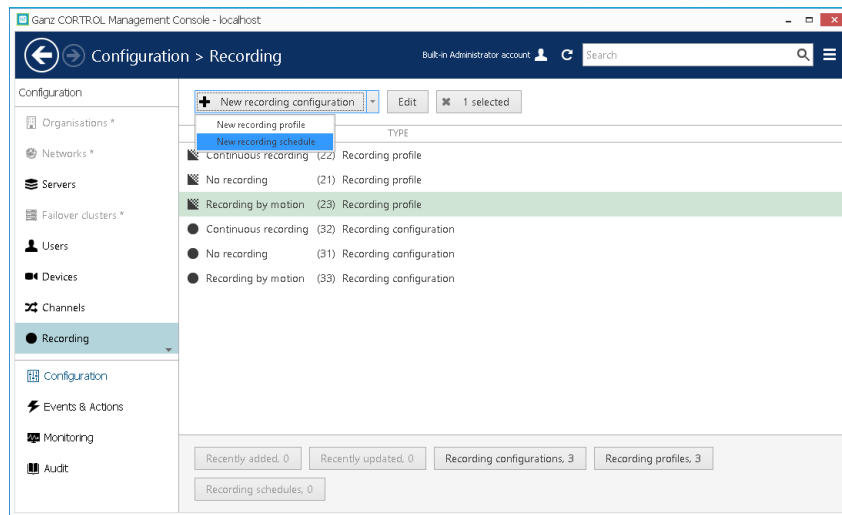 Ganz CORTROL Management Console - localhost
Configuration > Recording
Built-in Administrator account
Search
Configuration
Organisations *
Networks *
Servers
Failover clusters *
Users
Devices
Channels
Recording
Configuration
Events & Actions
Monitoring
Audit
New recording configuration
Edit
1 selected
New recording profile
New recording schedule
TYPE
Continuous recording (22) Recording profile
No recording (21) Recording profile
Recording by motion (23) Recording profile
Continuous recording (32) Recording configuration
No recording (31) Recording configuration
Recording by motion (33) Recording configuration
Recently added, 0
Recently updated, 0
Recording configurations, 3
Recording profiles, 3
Recording schedules, 0